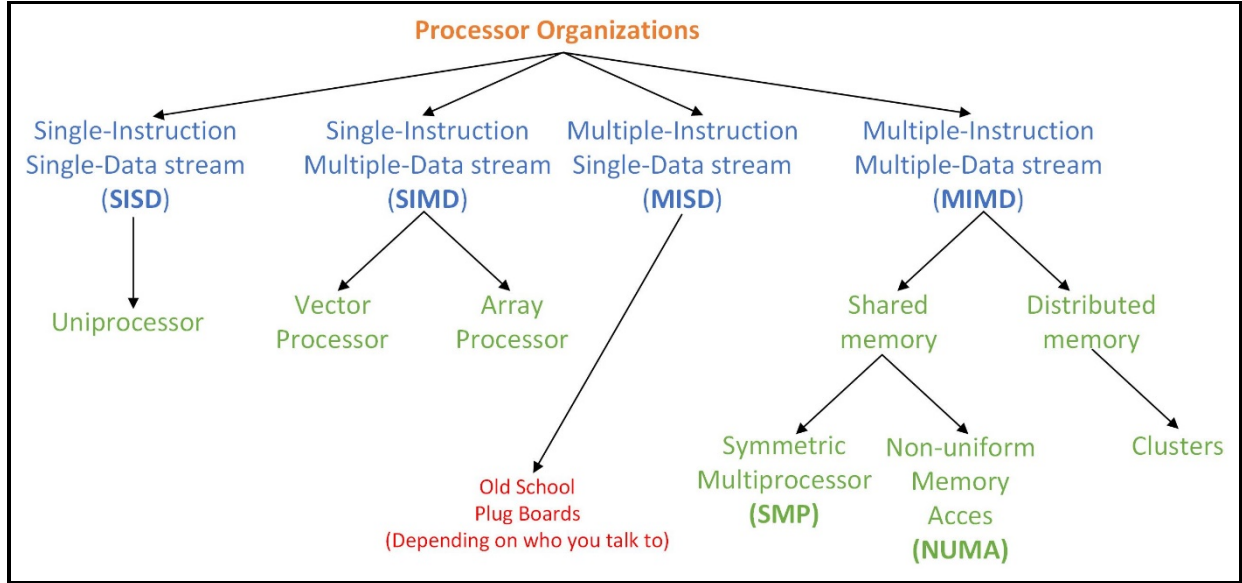 Processor Organizations
Single-Instruction
Single-Data stream
(SISD)
Single-Instruction
Multiple-Data stream
(SIMD)
Multiple-Instruction
Single-Data stream
(MISD)
Multiple-Instruction
Multiple-Data stream
(MIMD)
Uniprocessor
Vector
Processor
Array
Processor
Shared
memory
Distributed
memory
Old School
Plug Boards
(Depending on who you talk to)
Symmetric
Multiprocessor
(SMP)
Non-uniform
Memory
Acces
(NUMA)
Clusters